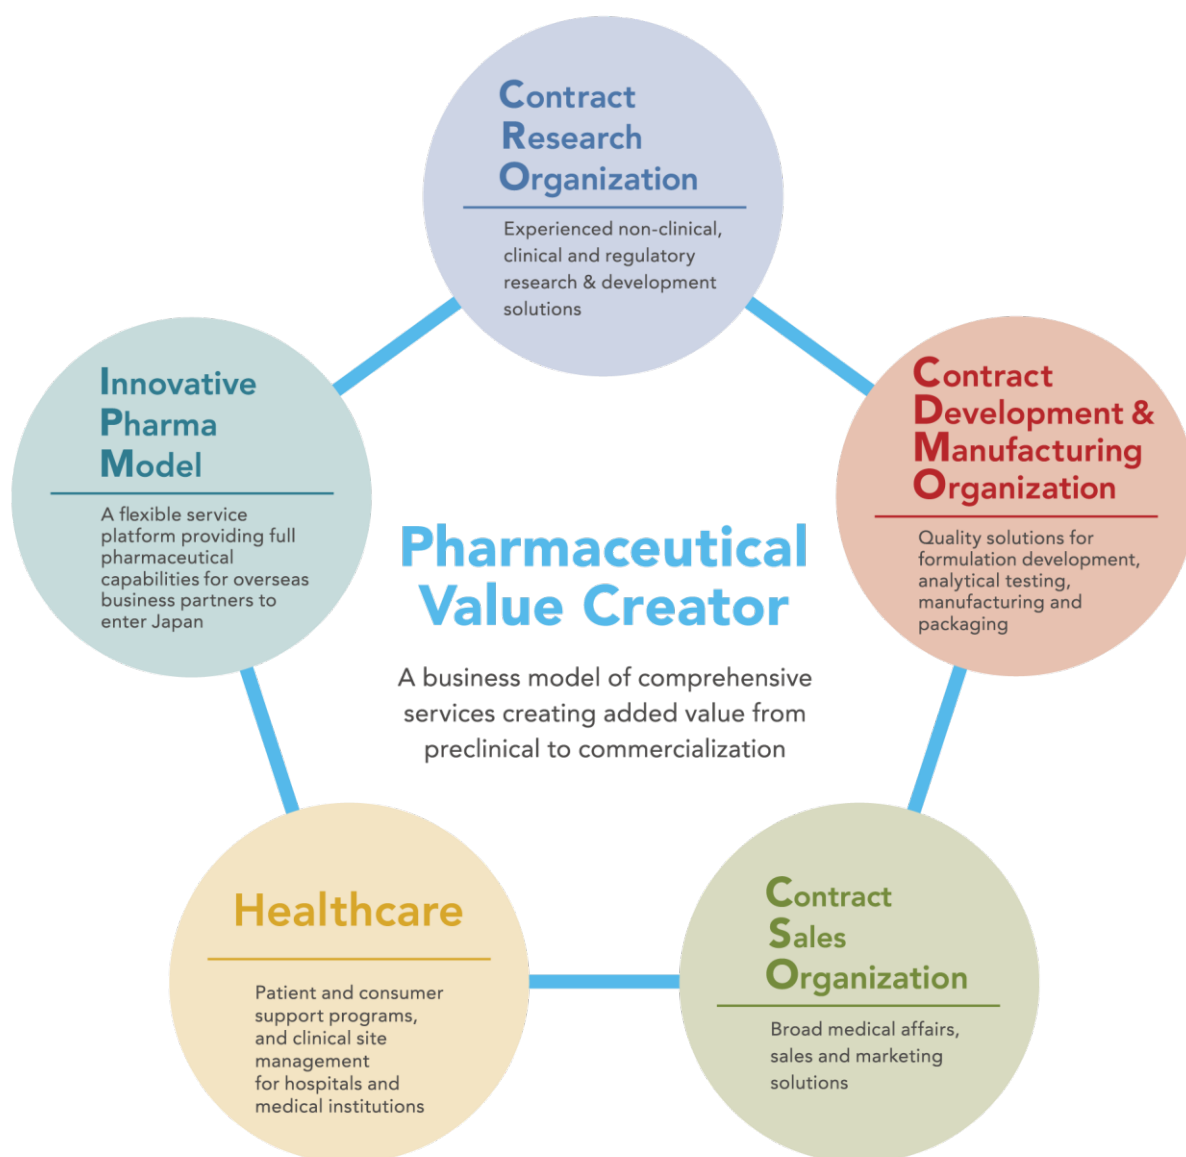 Contract
Research
Organization
Experienced non-clinical,
clinical and regulatory
research & development
solutions
Innovative
Pharma
Model
A flexible service
platform providing full
pharmaceutical
capabilities for overseas
business partners to
enter Japan
Contract
Development &
Manufacturing
Organization
Quality solutions for
formulation development,
analytical testing,
manufacturing and
packaging
Pharmaceutical
Value Creator
A business model of comprehensive
services creating added value from
preclinical to commercialization
Healthcare
Patient and consumer
support programs,
and clinical site
management
for hospitals and
medical institutions
Contract
Sales
Organization
Broad medical affairs,
sales and marketing
solutions